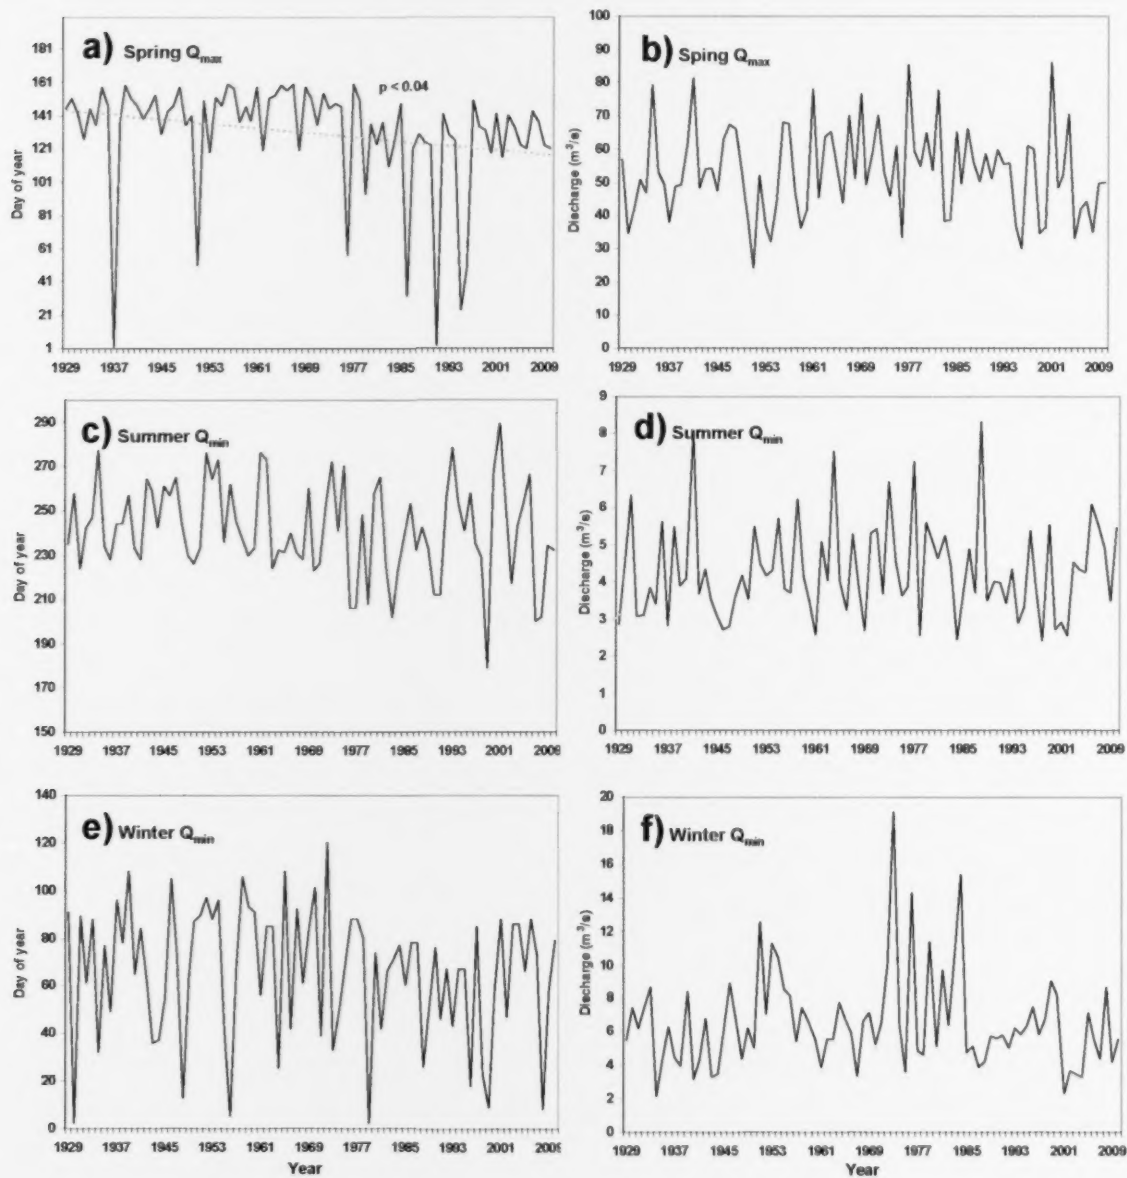 a) Spring Qmax
p < 0.04
Day of year
181
161
141
121
101
81
61
41
21
1
1929 1937 1945 1953 1961 1969 1977 1985 1993 2001 2009
b) Sping Qmax
Discharge (m³/s)
100
90
80
70
60
50
40
30
20
10
0
1929 1937 1945 1953 1961 1969 1977 1985 1993 2001 2009
c) Summer Qmin
Day of year
290
270
250
230
210
190
170
150
1929 1937 1945 1953 1961 1969 1977 1985 1993 2001 2009
d) Summer Qmin
Discharge (m³/s)
9
8
7
6
5
4
3
2
1
0
1929 1937 1945 1953 1961 1969 1977 1985 1993 2001 2009
e) Winter Qmin
Day of year
140
120
100
80
60
40
20
0
1929 1937 1945 1953 1961 1969 1977 1985 1993 2001 2009
Year
f) Winter Qmin
Discharge (m³/s)
20
18
16
14
12
10
8
6
4
2
0
1929 1937 1945 1953 1961 1969 1977 1985 1993 2001 2009
Year